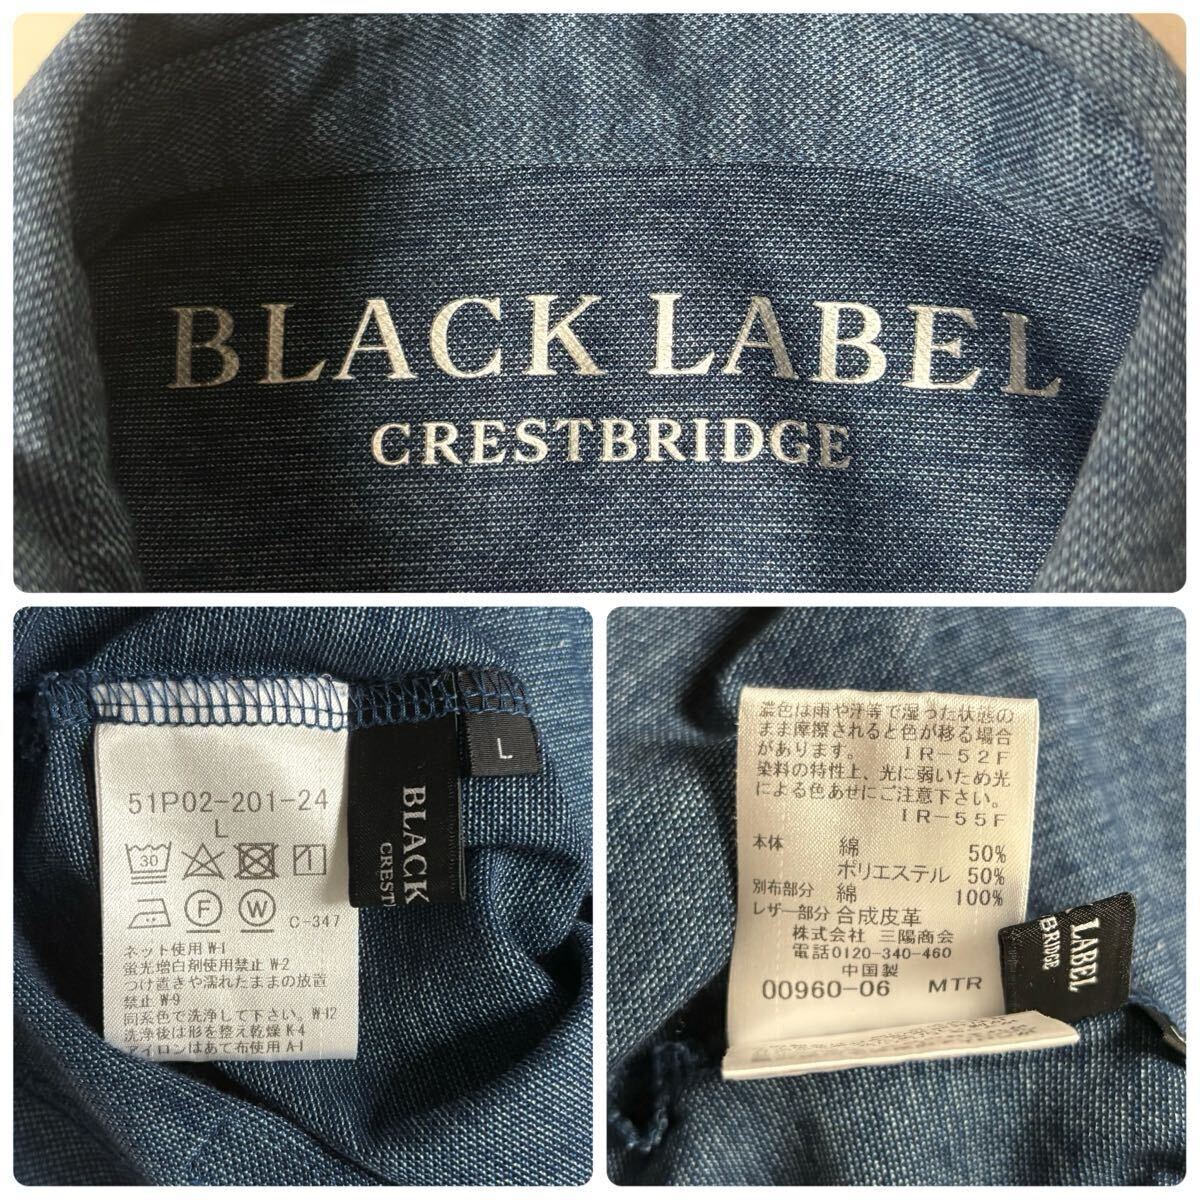 BLACK LABEL
CRESTBRIDGE
51P02-201-24
L
30
F W C-347
ネット使用 W-1
蛍光増白剤使用禁止 W-2
つけ置きや濡れたままの放置
禁止 W-9
同系色で洗浄して下さい。W-12
洗浄後は形を整え乾燥 K-4
アイロンはあて布使用 A-1
BLACK
CREST
L
濃色は雨や汗等で湿った状態の
まま摩擦されると色が移る場合
があります。 IR-52F
染料の特性上、光に弱いため光
による色あせにご注意下さい。
IR-55F
本体 綿 50%
ポリエステル 50%
別布部分 綿 100%
レザー部分 合成皮革
株式会社 三陽商会
電話0120-340-460
中国製
00960-06 MTR
LABEL
BRIDGE